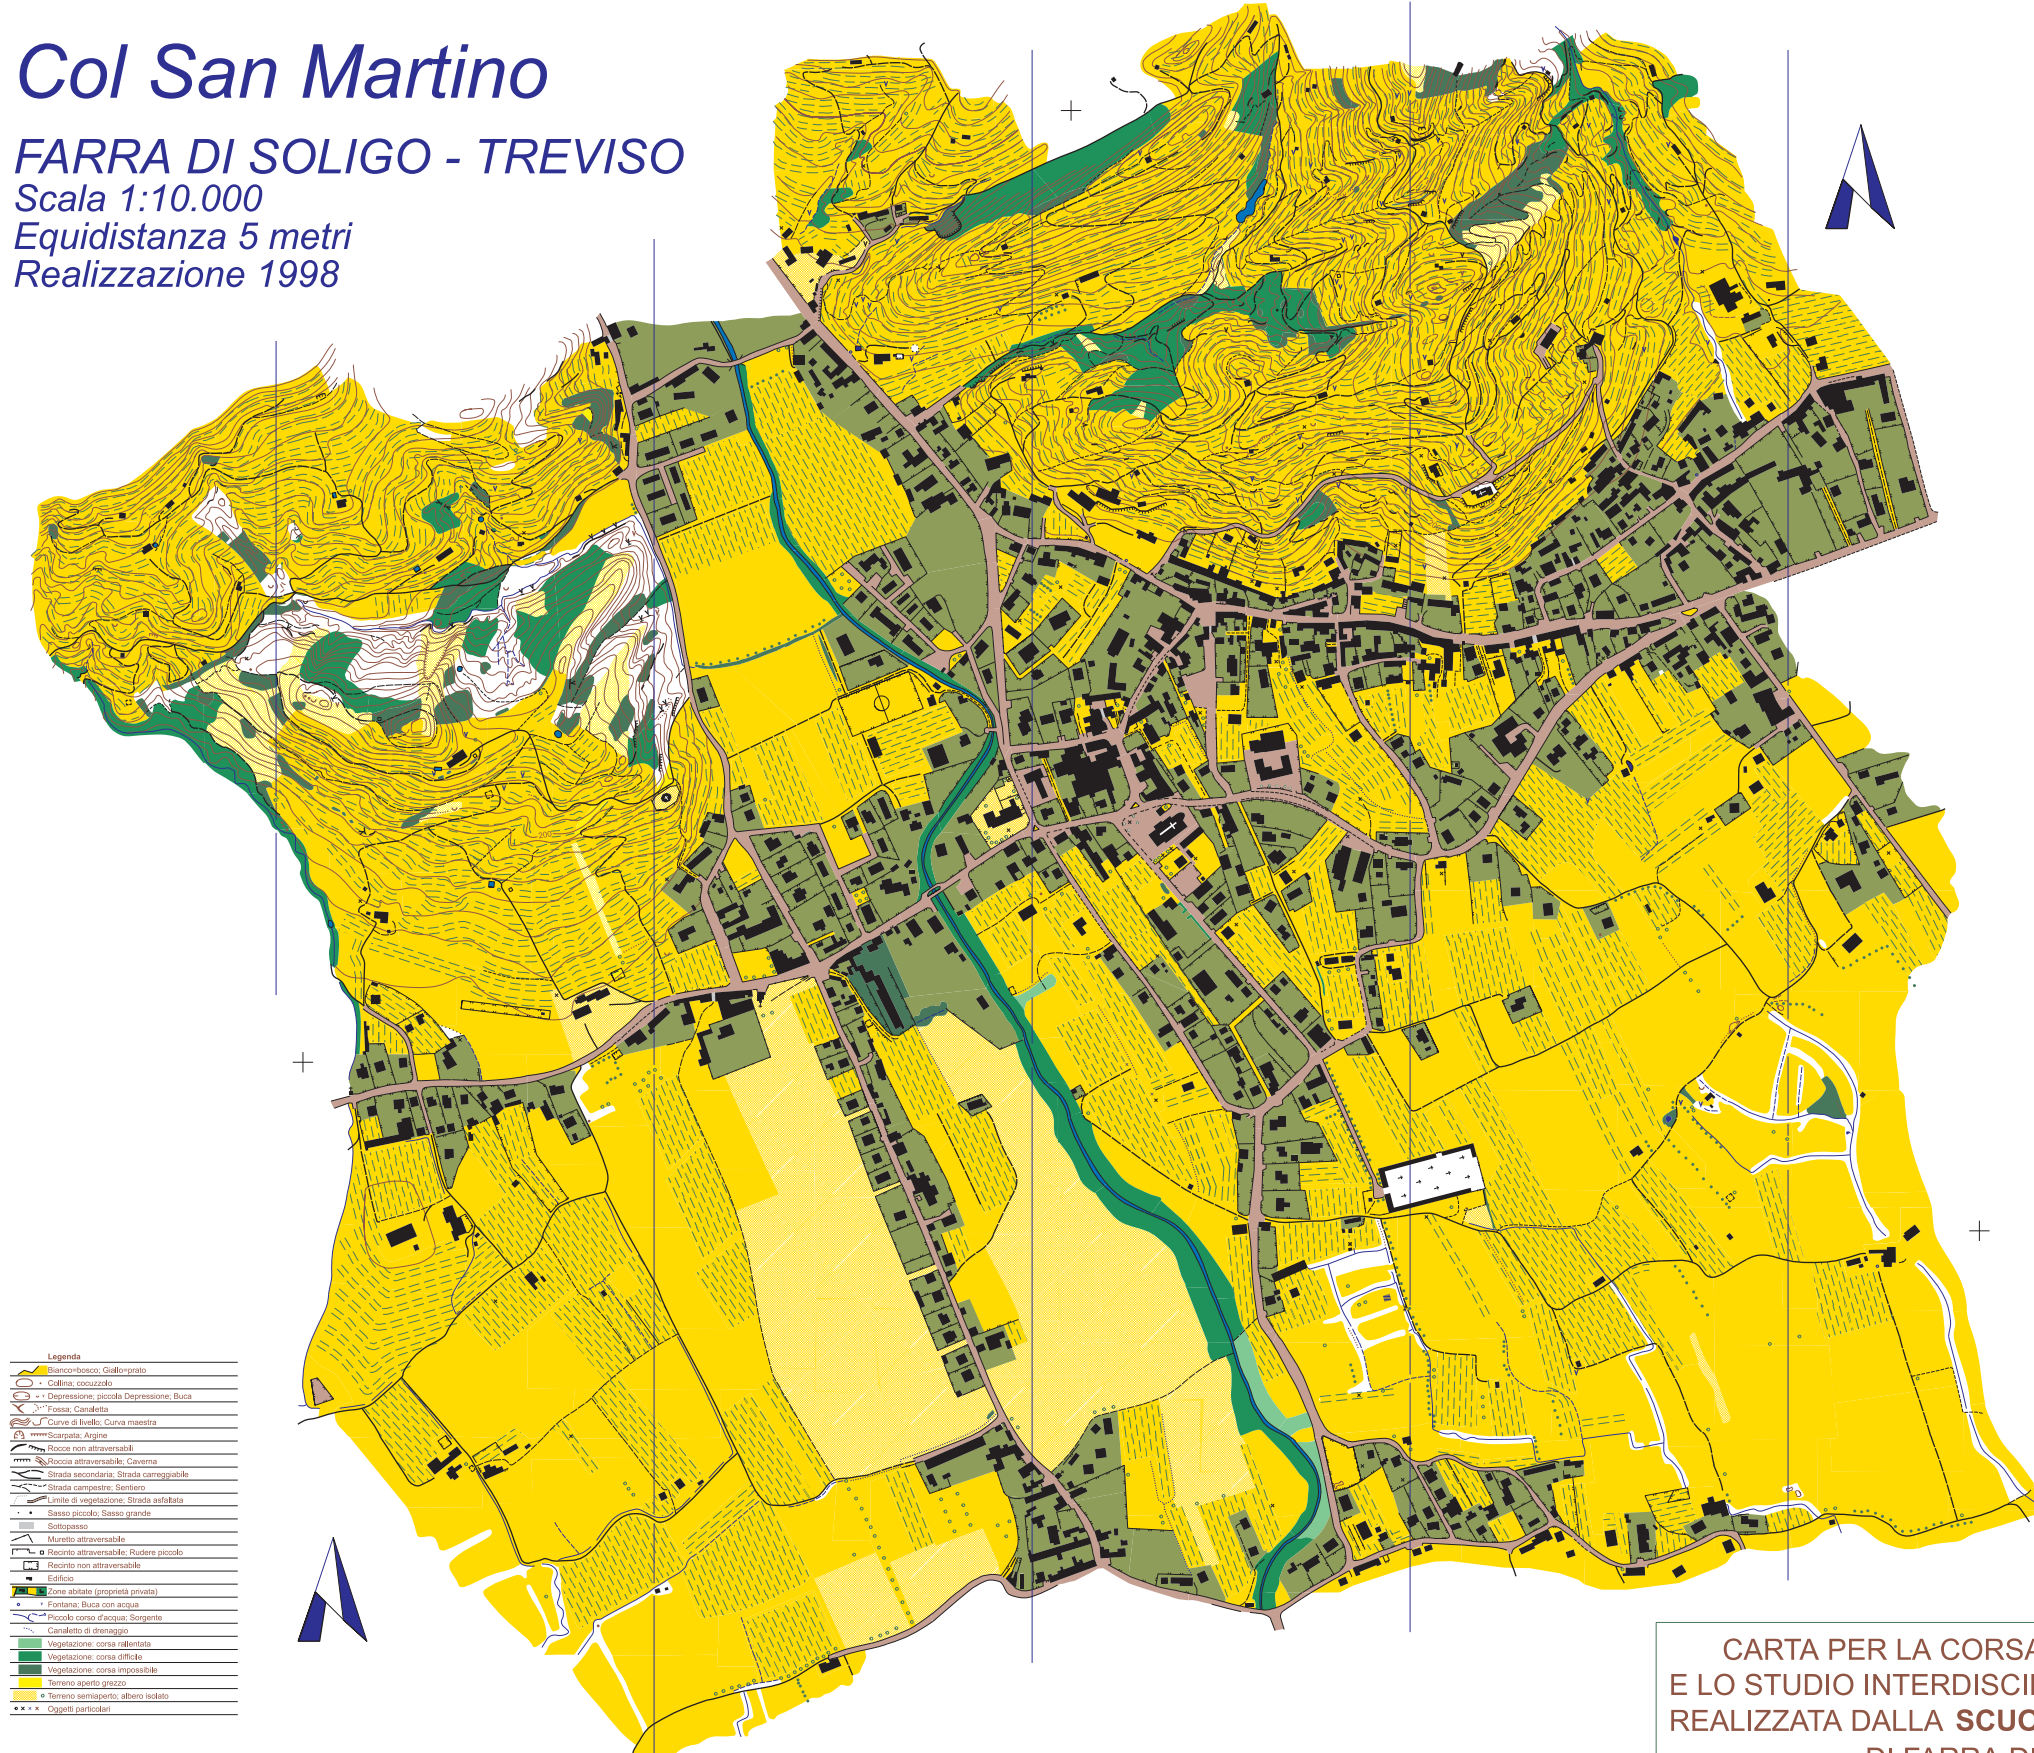 Col San Martino
FARRA DI SOLIGO - TREVISO
Scala 1:10.000
Equidistanza 5 metri
Realizzazione 1998
200
200
Legenda
Bianco=bosco; Giallo=prato
Collina; cocuzzolo
Depressione; piccola Depressione; Buca
Fossa; Canaletta
Curve di livello; Curva maestra
Scarpata; Argine
Rocce non attraversabili
Roccia attraversabile; Caverna
Strada secondaria; Strada carreggiabile
Strada campestre; Sentiero
Limite di vegetazione; Strada asfaltata
Sasso piccolo; Sasso grande
Sottopasso
Muretto attraversabile
Recinto attraversabile; Rudere piccolo
Recinto non attraversabile
Edificio
Zone abitate (proprietà privata)
Fontana; Buca con acqua
Piccolo corso d'acqua; Sorgente
Canaletto di drenaggio
Vegetazione: corsa rallentata
Vegetazione: corsa difficile
Vegetazione: corsa impossibile
Terreno aperto grezzo
Terreno semiaperto; albero isolato
Oggetti particolari
CARTA PER LA CORSA
E LO STUDIO INTERDISCI
REALIZZATA DALLA SCUO
DI FARRA DI